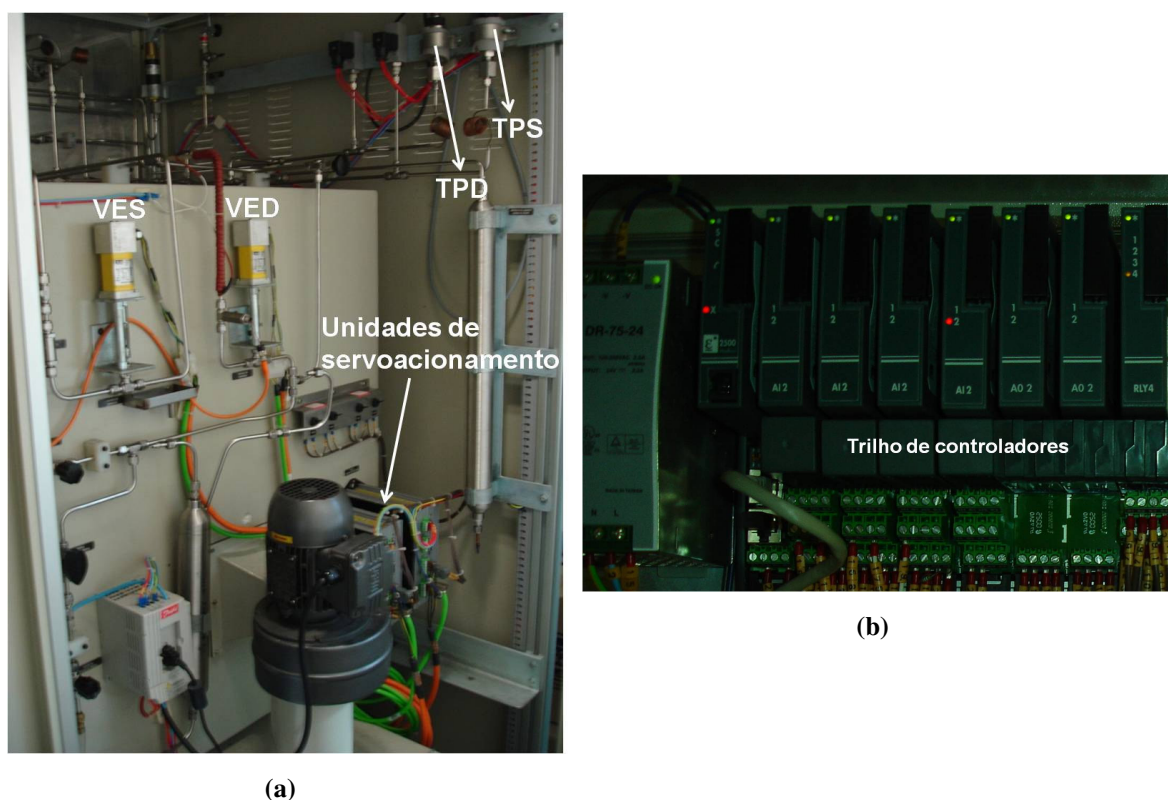 TPS
TPD
VES
VED
Unidades de
servoacionamento
(a)
DR-75-24
N L
S
C
X
2500
1
2
AI 2
1
2
AI 2
1
2
AI 2
1
2
AI 2
1
2
AO 2
1
2
AO 2
1
2
3
4
RLY4
Trilho de controladores
(b)